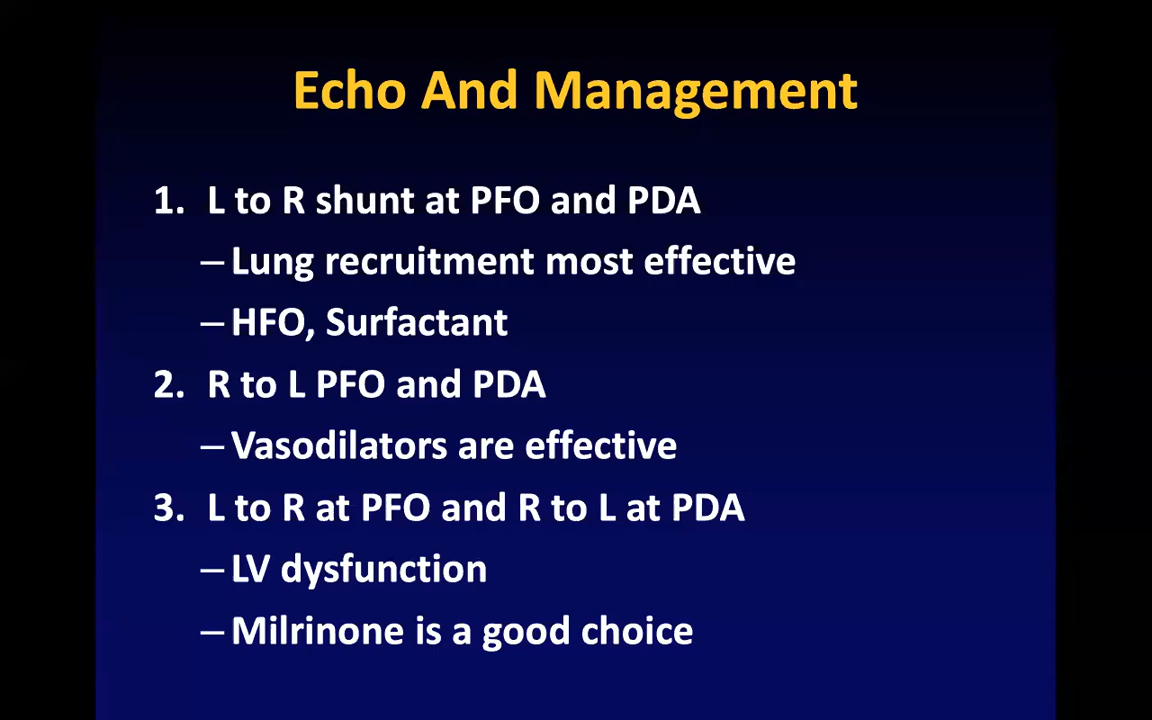 Echo And Management
1. L to R shunt at PFO and PDA
–Lung recruitment most effective
–HFO, Surfactant
2. R to L PFO and PDA
–Vasodilators are effective
3. L to R at PFO and R to L at PDA
–LV dysfunction
–Milrinone is a good choice